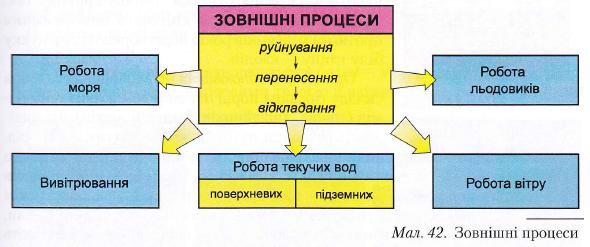 ЗОВНІШНІ ПРОЦЕСИ
руйнування
перенесення
відкладання
Робота
моря
Робота
льодовиків
Вивітрювання
Робота текучих вод
поверхневих
підземних
Робота вітру
Мал. 42. Зовнішні процеси